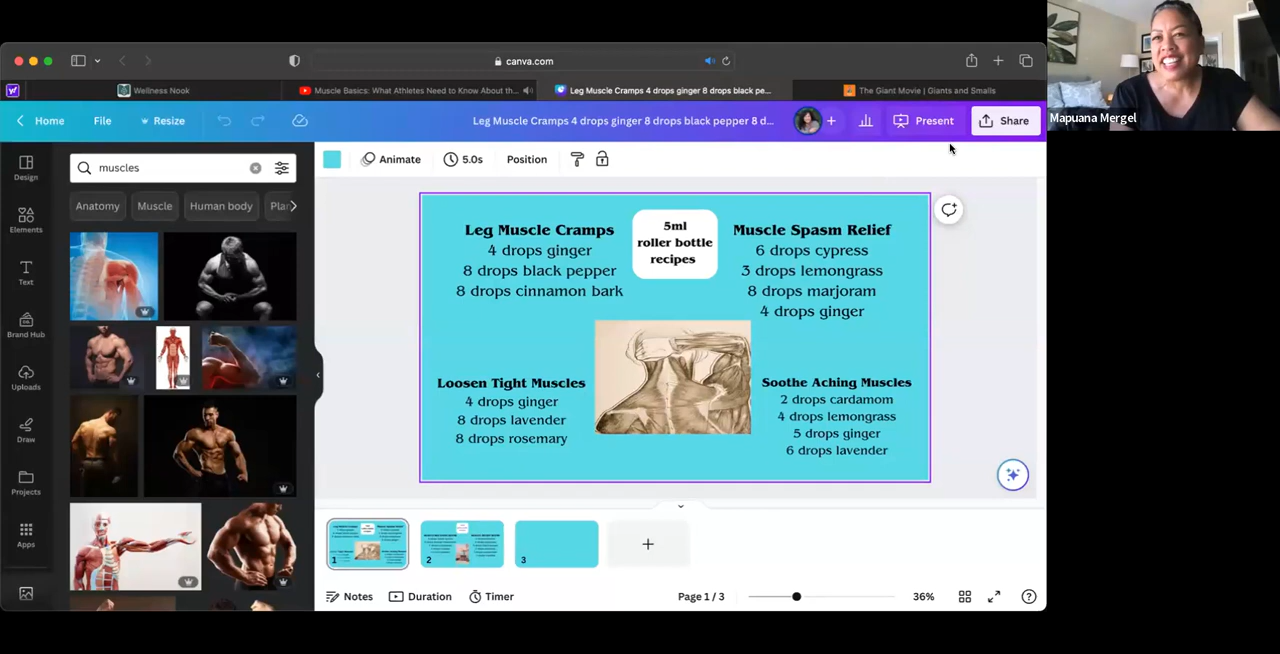 canva.com
Wellness Nook
Muscle Basics: What Athletes Need to Know About th...
Leg Muscle Cramps 4 drops ginger 8 drops black pe...
The Giant Movie | Giants and Smalls
Mapuana Mergel
Home
File
Resize
Leg Muscle Cramps 4 drops ginger 8 drops black pepper 8 d...
Present
Share
Design
Elements
Text
Brand Hub
Uploads
Draw
Projects
Apps
muscles
Anatomy
Muscle
Human body
Animate
5.0s
Position
Leg Muscle Cramps
4 drops ginger
8 drops black pepper
8 drops cinnamon bark
5ml
roller bottle
recipes
Muscle Spasm Relief
6 drops cypress
3 drops lemongrass
8 drops marjoram
4 drops ginger
Loosen Tight Muscles
4 drops ginger
8 drops lavender
8 drops rosemary
Soothe Aching Muscles
2 drops cardamom
4 drops lemongrass
5 drops ginger
6 drops lavender
1
2
3
Notes
Duration
Timer
Page 1 / 3
36%